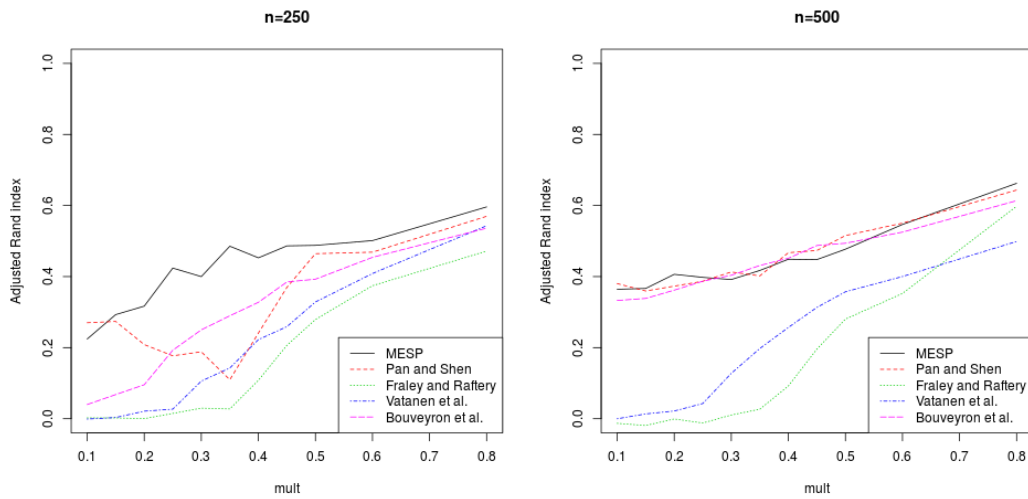 n=250
Adjusted Rand Index
1.0
0.8
0.6
0.4
0.2
0.0
MESP
Pan and Shen
Fraley and Raftery
Vatanen et al.
Bouveyron et al.
0.1 0.2 0.3 0.4 0.5 0.6 0.7 0.8
mult
n=500
Adjusted Rand Index
1.0
0.8
0.6
0.4
0.2
0.0
MESP
Pan and Shen
Fraley and Raftery
Vatanen et al.
Bouveyron et al.
0.1 0.2 0.3 0.4 0.5 0.6 0.7 0.8
mult